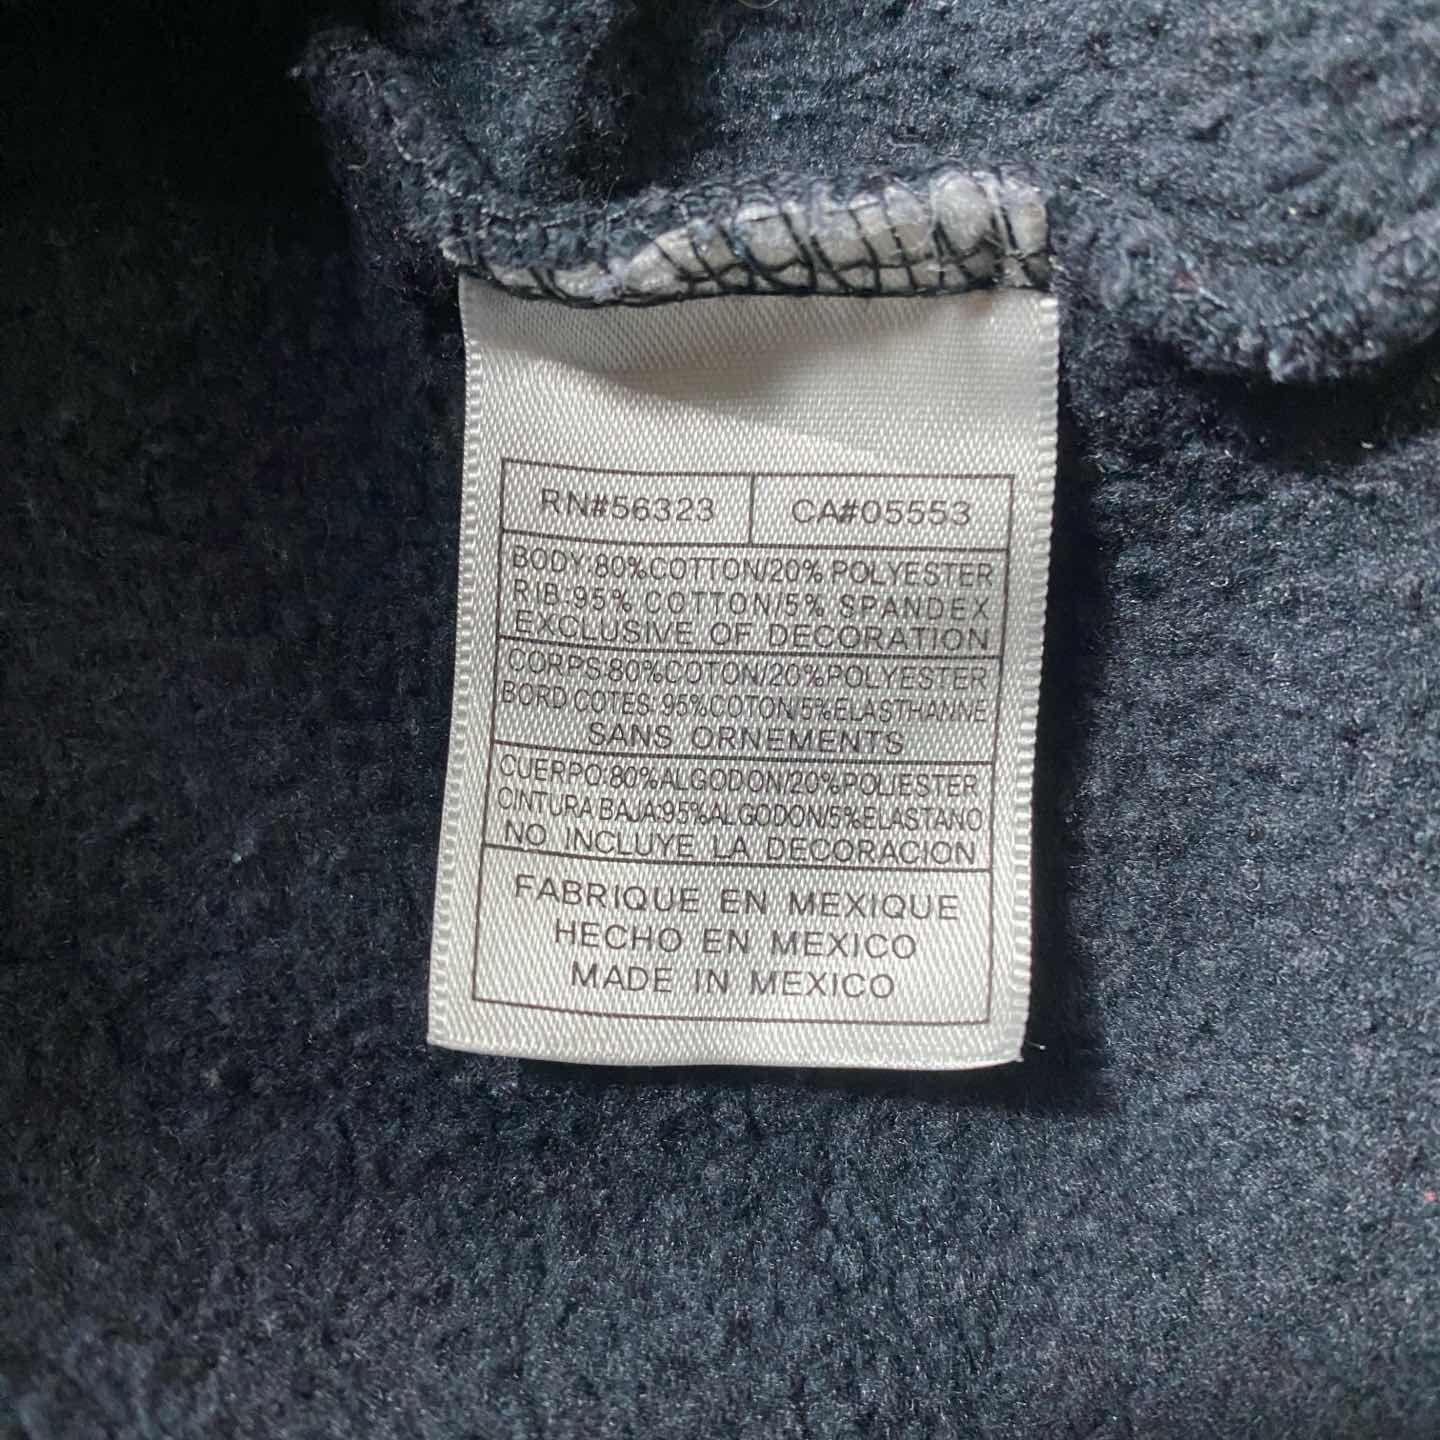 RN#56323 CA#05553
BODY:80%COTTON/20% POLYESTER
RIB:95% COTTON/5% SPANDEX
EXCLUSIVE OF DECORATION
CORPS:80%COTON/20%POLYESTER
BORD COTES:95%COTON/5%ELASTHANNE
SANS ORNEMENTS
CUERPO:80%ALGODON/20%POLIESTER
CINTURA BAJA:95%ALGODON/5%ELASTANO
NO INCLUYE LA DECORACION
FABRIQUE EN MEXIQUE
HECHO EN MEXICO
MADE IN MEXICO